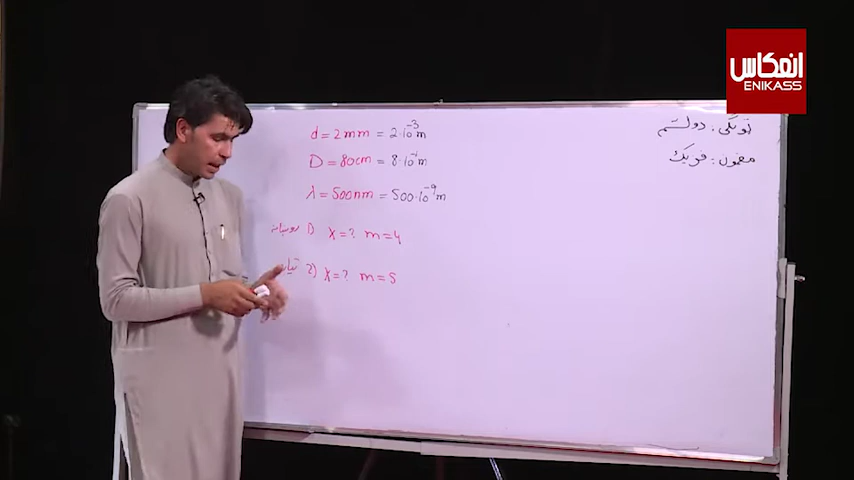 انعکاس
ENIKASS
ټولګی: دولسم
مضمون: فزیک
d = 2mm = 2·10⁻³m
D = 80cm = 8·10⁻¹m
λ = 500nm = 500·10⁻⁹m
1) x = ? m = 4
2) x = ? m = 5